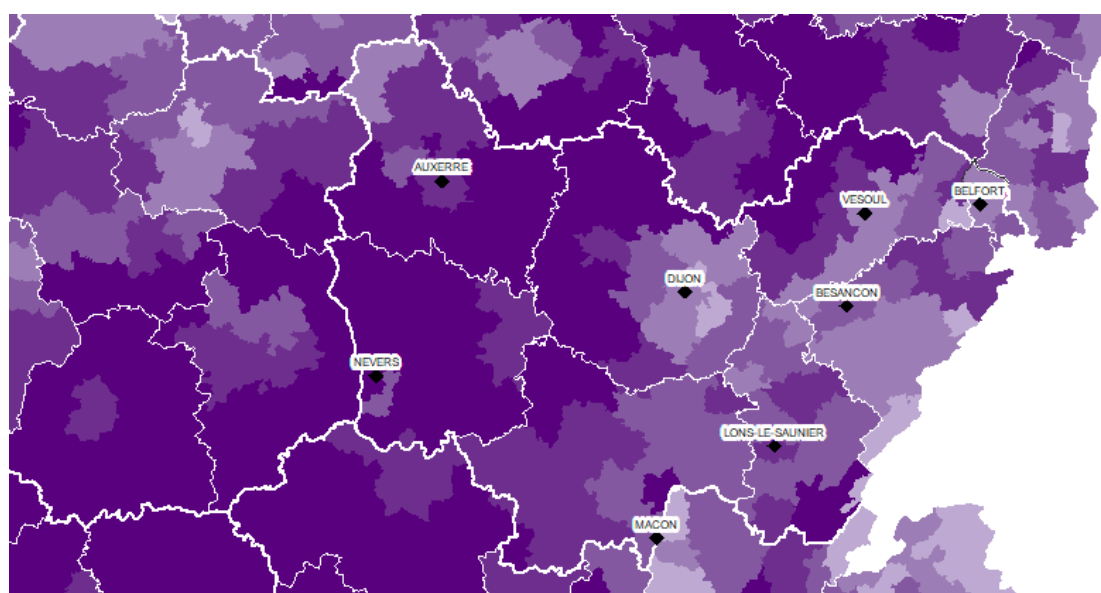 AUXERRE
BELFORT
VESOUL
DIJON
BESANCON
NEVERS
LONS-LE-SAUNIER
MACON